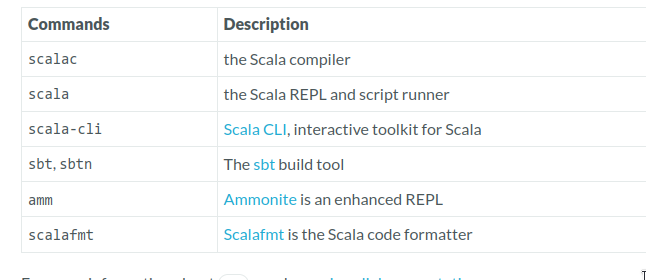 Commands Description
scalac the Scala compiler
scala the Scala REPL and script runner
scala-cli Scala CLI, interactive toolkit for Scala
sbt, sbtn The sbt build tool
amm Ammonite is an enhanced REPL
scalafmt Scalafmt is the Scala code formatter